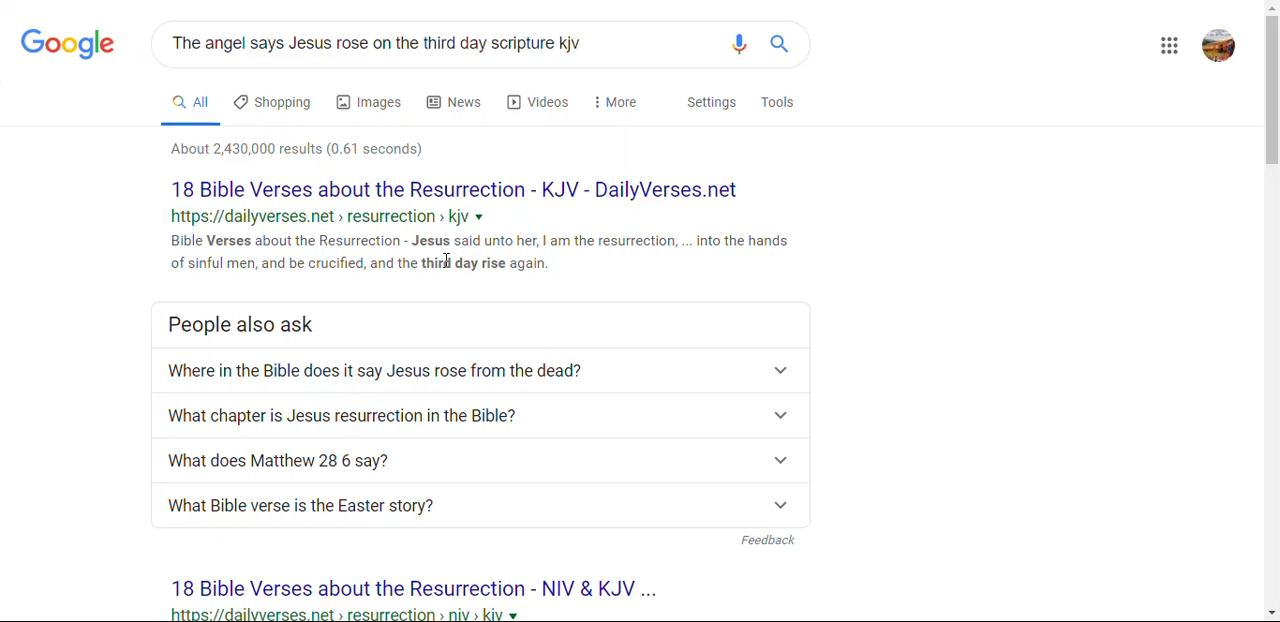 Google
The angel says Jesus rose on the third day scripture kjv
All Shopping Images News Videos More Settings Tools
About 2,430,000 results (0.61 seconds)
18 Bible Verses about the Resurrection - KJV - DailyVerses.net
https://dailyverses.net › resurrection › kjv
Bible Verses about the Resurrection - Jesus said unto her, I am the resurrection, ... into the hands
of sinful men, and be crucified, and the third day rise again.
People also ask
Where in the Bible does it say Jesus rose from the dead?
What chapter is Jesus resurrection in the Bible?
What does Matthew 28 6 say?
What Bible verse is the Easter story?
Feedback
18 Bible Verses about the Resurrection - NIV & KJV ...
https://dailyverses.net › resurrection › niv › kjv